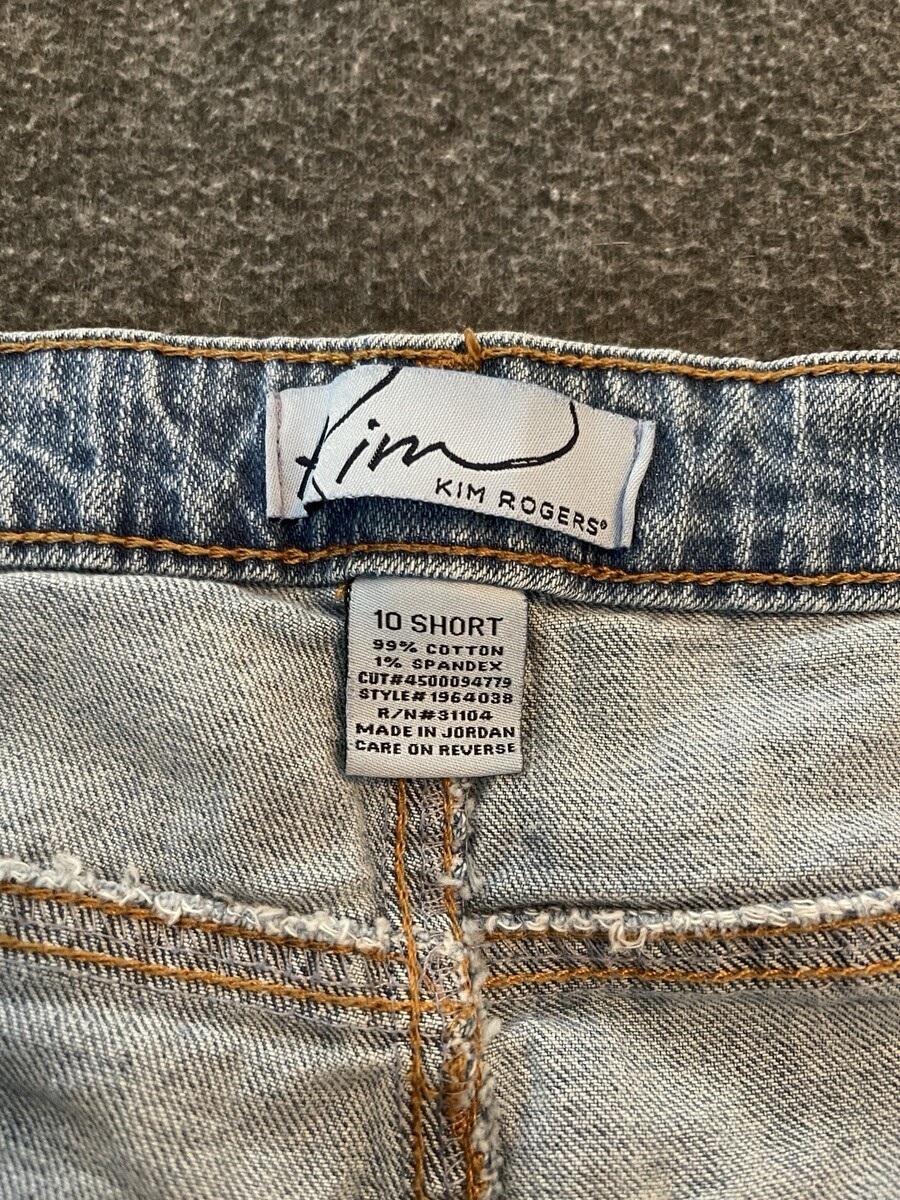 Kim
KIM ROGERS®
10 SHORT
99% COTTON
1% SPANDEX
CUT#4500094779
STYLE#1964038
R/N#31104
MADE IN JORDAN
CARE ON REVERSE